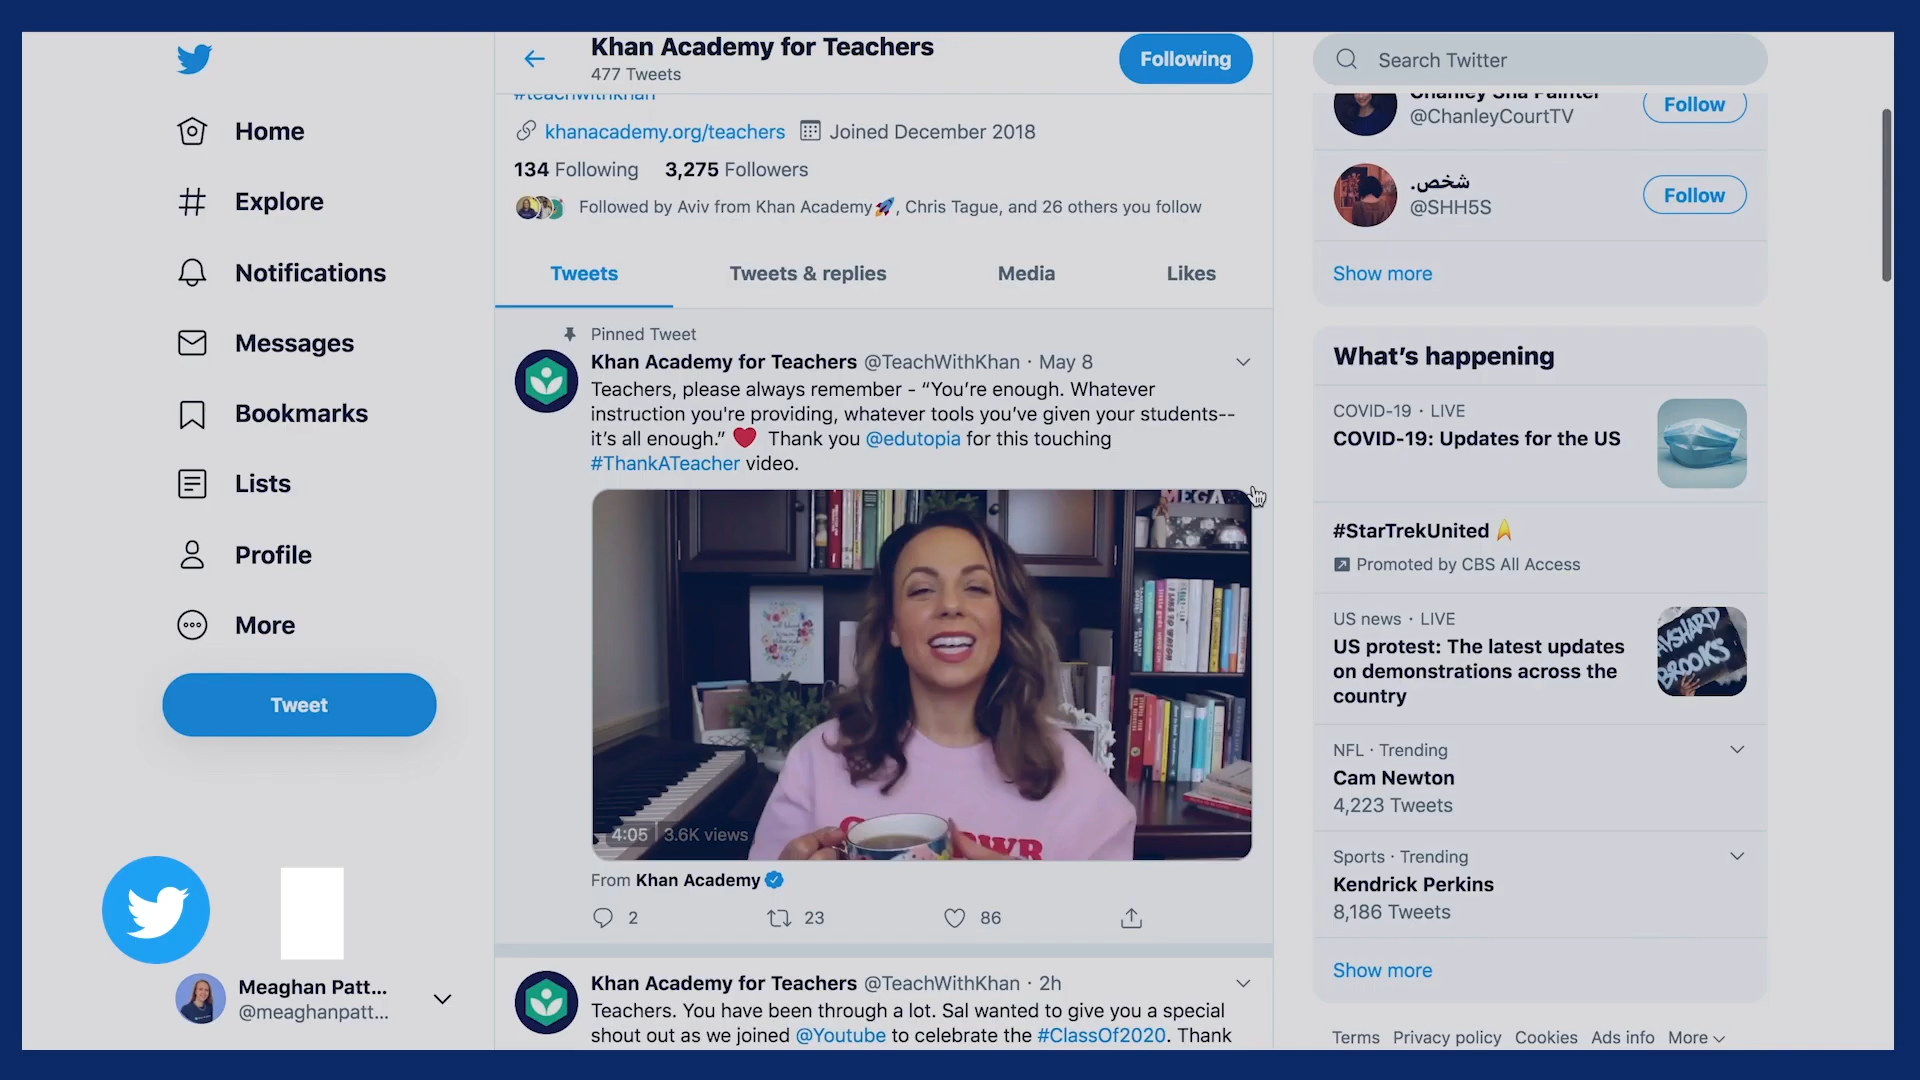 Home
Explore
Notifications
Messages
Bookmarks
Lists
Profile
More
Tweet
Meaghan Patt...
@meaghanpatt...
Khan Academy for Teachers
477 Tweets
Following
#teachwithkhan
khanacademy.org/teachers Joined December 2018
134 Following 3,275 Followers
Followed by Aviv from Khan Academy🚀, Chris Tague, and 26 others you follow
Tweets Tweets & replies Media Likes
Pinned Tweet
Khan Academy for Teachers @TeachWithKhan · May 8
Teachers, please always remember - “You’re enough. Whatever
instruction you're providing, whatever tools you’ve given your students--
it’s all enough.” ❤️ Thank you @edutopia for this touching
#ThankATeacher video.
MEGA
4:05 3.6K views
From Khan Academy
2 23 86
Khan Academy for Teachers @TeachWithKhan · 2h
Teachers. You have been through a lot. Sal wanted to give you a special
shout out as we joined @Youtube to celebrate the #ClassOf2020. Thank
Search Twitter
Chanley Sha Painter
@ChanleyCourtTV
Follow
شخص.
@SHH5S
Follow
Show more
What’s happening
COVID-19 · LIVE
COVID-19: Updates for the US
#StarTrekUnited
Promoted by CBS All Access
US news · LIVE
US protest: The latest updates
on demonstrations across the
country
AYSHARD
BROOKS
NFL · Trending
Cam Newton
4,223 Tweets
Sports · Trending
Kendrick Perkins
8,186 Tweets
Show more
Terms Privacy policy Cookies Ads info More